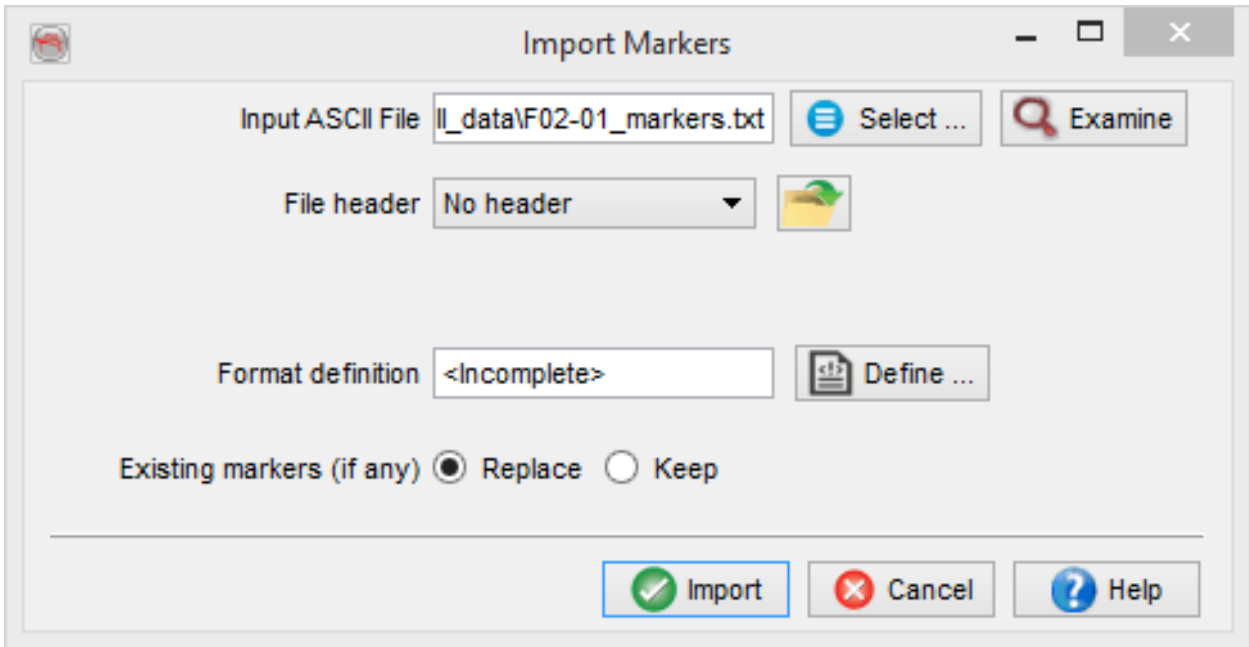 Import Markers
Input ASCII File ll_data\F02-01_markers.txt Select ... Examine
File header No header
Format definition <Incomplete> Define ...
Existing markers (if any) Replace Keep
Import Cancel Help